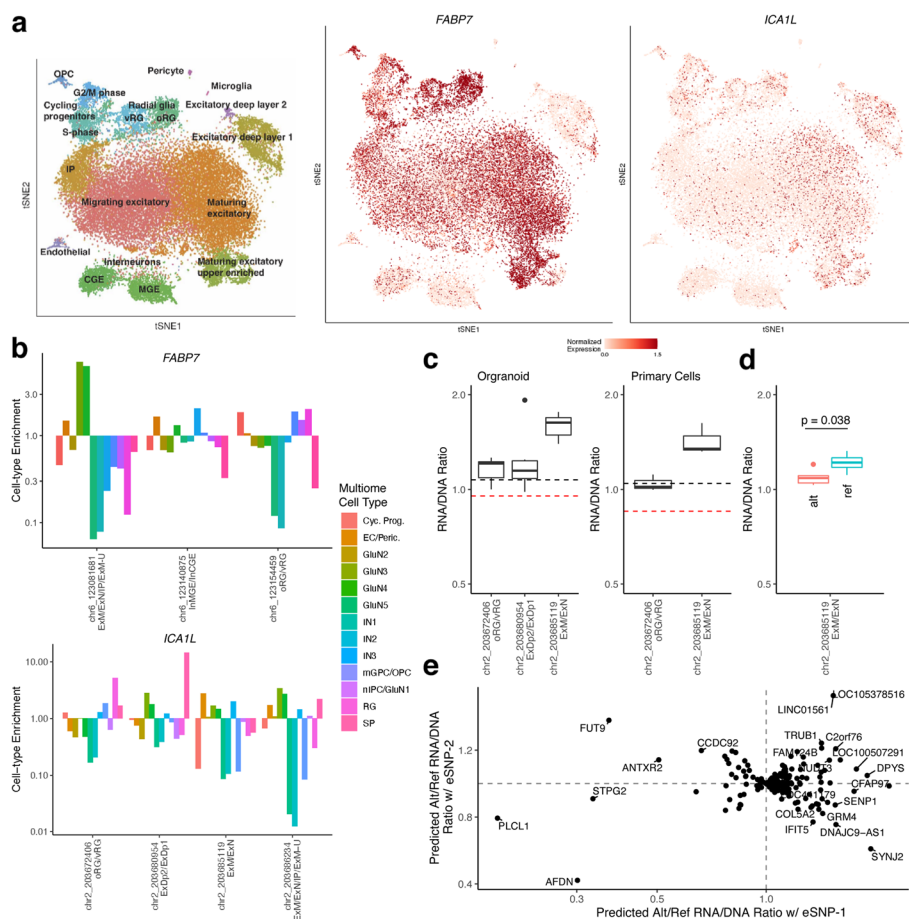 a
FABP7
ICA1L
OPC
G2/M phase
Pericyte
Microglia
Cycling
progenitors
Radial glia
vRG
oRG
Excitatory deep layer 2
S-phase
Excitatory deep layer 1
IP
Migrating excitatory
Maturing
excitatory
Endothelial
Interneurons
Maturing excitatory
upper enriched
CGE
MGE
tSNE2
tSNE1
tSNE2
tSNE1
tSNE2
tSNE1
Normalized
Expression
0.0
1.5
b
FABP7
Cell-type Enrichment
3.0
1.0
0.3
0.1
chr6_123081681
ExM/ExN/IP/ExM-U
chr6_123140875
InMGE/InCGE
chr6_123154459
oRG/vRG
ICA1L
Cell-type Enrichment
10.00
1.00
0.10
0.01
chr2_203672406
oRG/vRG
chr2_203680954
ExDp2/ExDp1
chr2_203685119
ExM/ExN
chr2_203686234
ExM/ExN/IP/ExM-U
Multiome
Cell Type
Cyc. Prog.
EC/Peric.
GluN2
GluN3
GluN4
GluN5
IN1
IN2
IN3
mGPC/OPC
nIPC/GluN1
RG
SP
c
Organoid
RNA/DNA Ratio
2.0
1.0
0.5
chr2_203672406
oRG/vRG
chr2_203680954
ExDp2/ExDp1
chr2_203685119
ExM/ExN
Primary Cells
RNA/DNA Ratio
2.0
1.0
0.5
chr2_203672406
oRG/vRG
chr2_203685119
ExM/ExN
d
RNA/DNA Ratio
2.0
1.0
0.5
p = 0.038
alt
ref
chr2_203685119
ExM/ExN
e
Predicted Alt/Ref RNA/DNA
Ratio w/ eSNP-2
1.2
1.0
0.8
0.4
LOC105378516
LINC01561
FUT9
TRUB1
C2orf76
CCDC92
FAM124B
LOC100507291
ANTXR2
DPYS
STPG2
CFAP97
SENP1
COL5A2
GRM4
PLCL1
IFIT5
DNAJC9-AS1
SYNJ2
AFDN
0.3
0.5
1.0
Predicted Alt/Ref RNA/DNA Ratio w/ eSNP-1